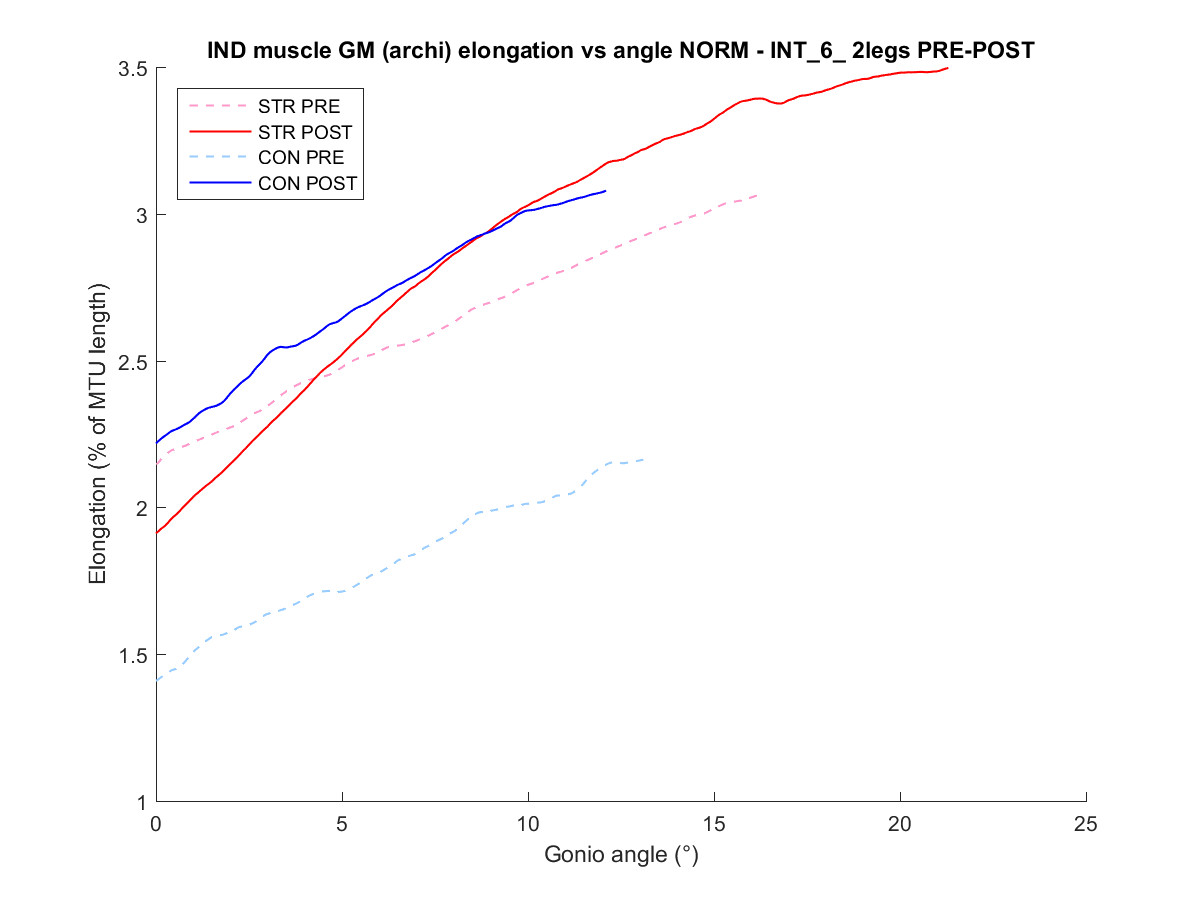 IND muscle GM (archi) elongation vs angle NORM - INT_6_ 2legs PRE-POST
STR PRE
STR POST
CON PRE
CON POST
3.5
3
2.5
2
1.5
1
Elongation (% of MTU length)
0
5
10
15
20
25
Gonio angle (°)